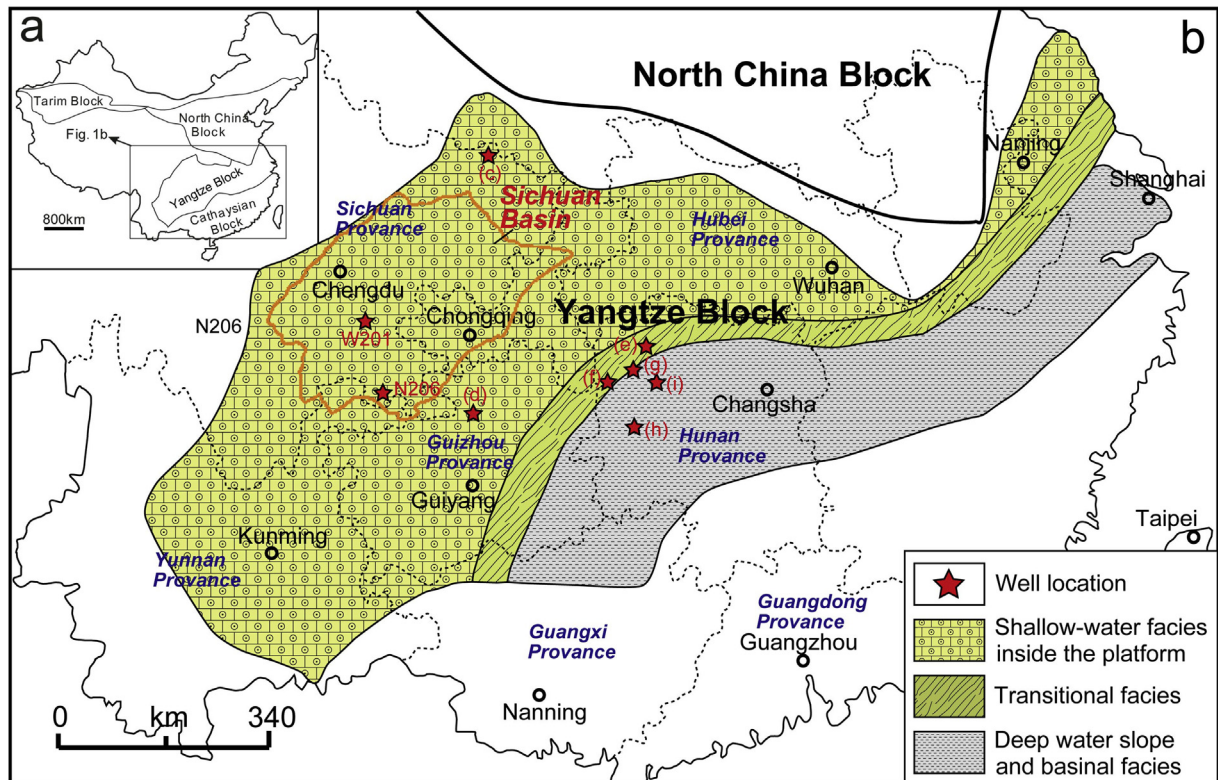 a
Tarim Block
North China
Block
Fig. 1b
Yangtze Block
Cathaysian
Block
800km
b
North China Block
Nanjing
Shanghai
(c)
Sichuan
Basin
Sichuan
Provance
Hubei
Provance
Chengdu
Wuhan
N206
W201
Chongqing
Yangtze Block
(e)
(g)
(f)
(i)
N206
(d)
Changsha
(h)
Guizhou
Provance
Hunan
Provance
Guiyang
Kunming
Yunnan
Provance
Taipei
Guangxi
Provance
Guangdong
Provance
Guangzhou
Nanning
0 km 340
Well location
Shallow-water facies
inside the platform
Transitional facies
Deep water slope
and basinal facies